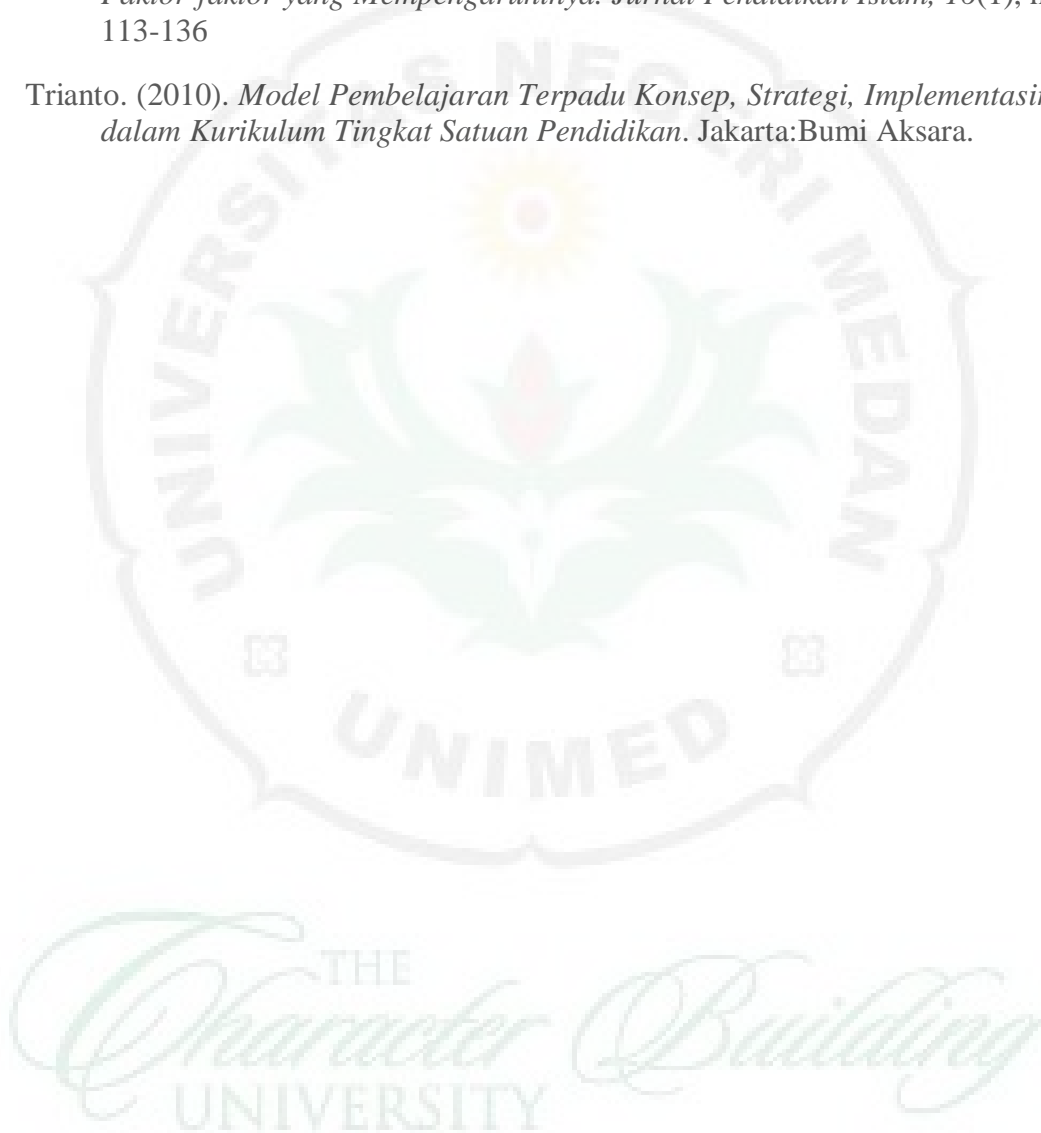 Faktor faktor yang Mempengaruhinya. Jurnal Pendidikan Islam, 10(1),
113-136
Trianto. (2010). Model Pembelajaran Terpadu Konsep, Strategi,
dalam Kurikulum Tingkat Satuan Pendidikan. Jakarta:Bumi Aksara.
UNIVERSITAS NEGERI MEDAN
UNIMED
THE
Character Building
UNIVERSITY